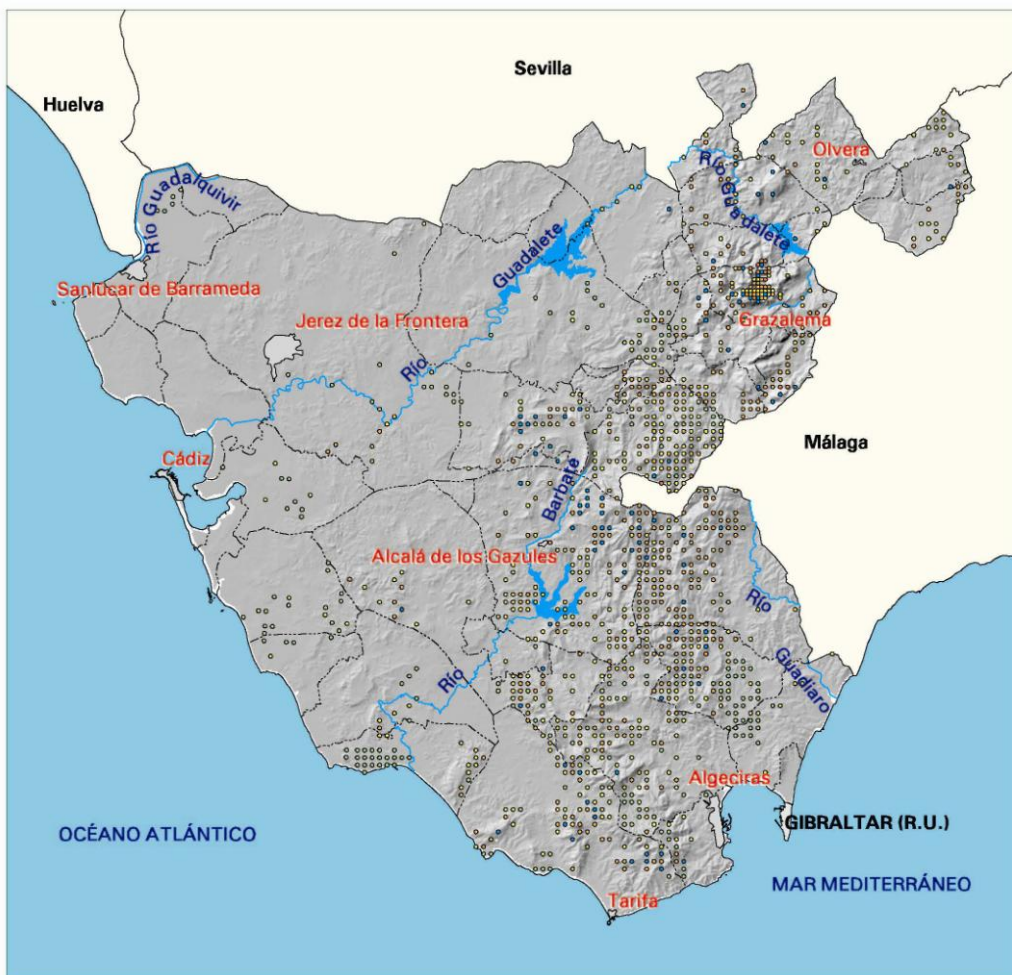 Sevilla
Huelva
Olvera
Río Guadalquivir
Río Guadalete
Guadalete
Sanlúcar de Barrameda
Grazalema
Jerez de la Frontera
Río
Málaga
Cádiz
Barbate
Alcalá de los Gazules
Río
Río
Guadiaro
Algeciras
GIBRALTAR (R.U.)
OCÉANO ATLÁNTICO
MAR MEDITERRÁNEO
Tarifa